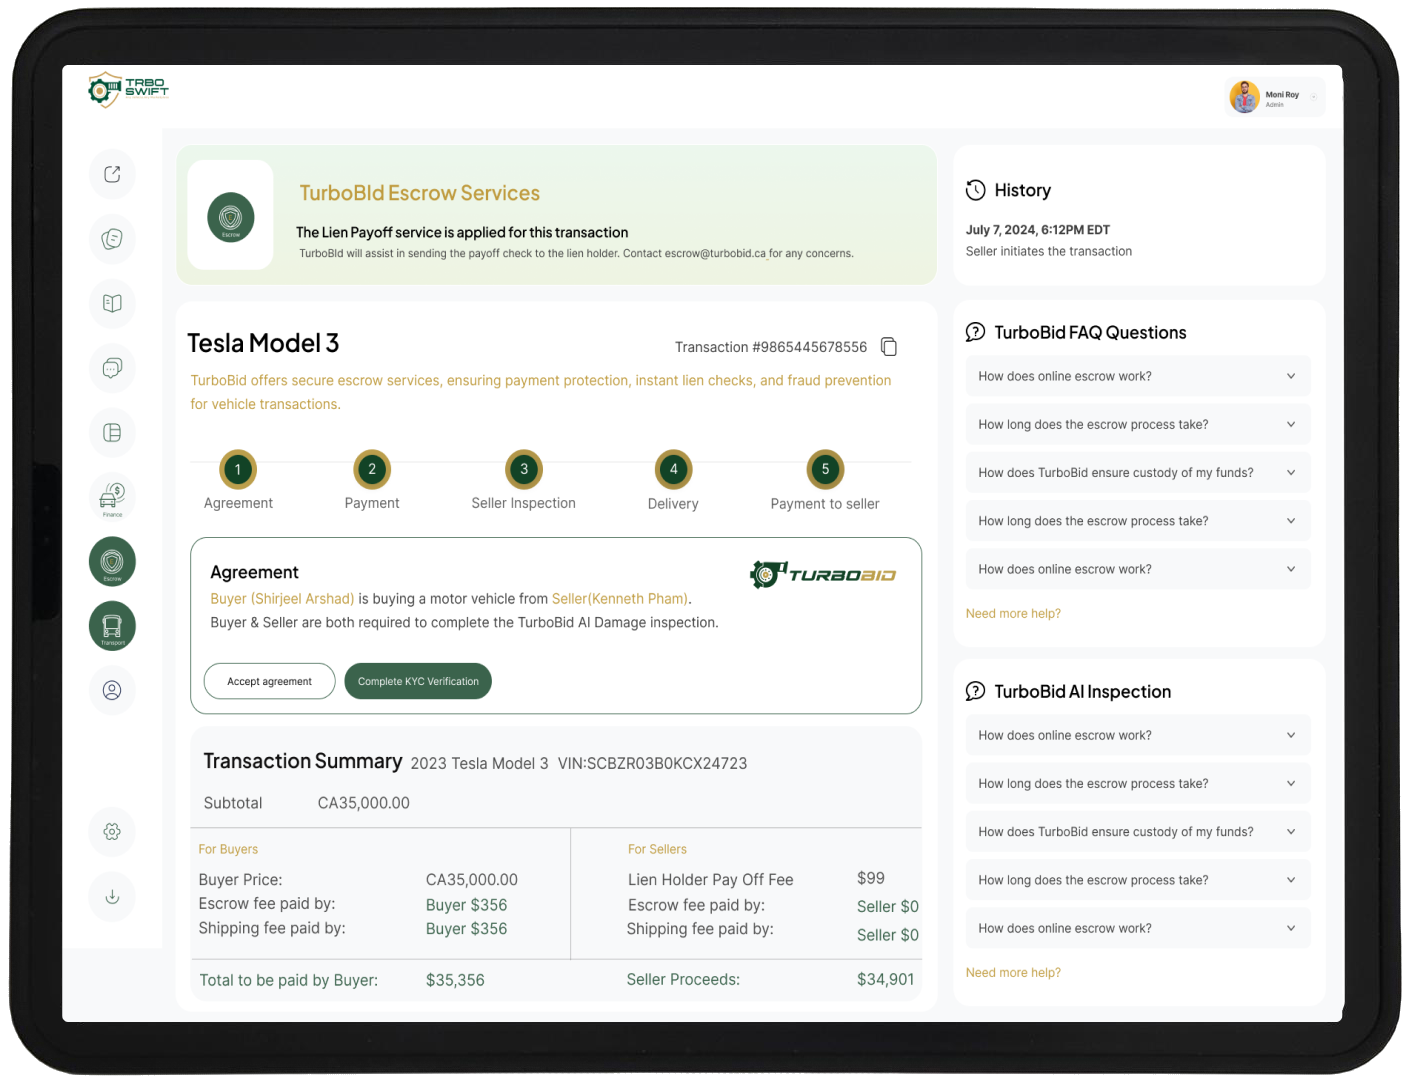 TRBO
SWIFT
Moni Roy
Admin
Escrow
TurboBId Escrow Services
The Lien Payoff service is applied for this transaction
TurboBId will assist in sending the payoff check to the lien holder. Contact escrow@turbobid.ca for any concerns.
History
July 7, 2024, 6:12PM EDT
Seller initiates the transaction
Finance
Escrow
Transport
Tesla Model 3
Transaction #9865445678556
TurboBid offers secure escrow services, ensuring payment protection, instant lien checks, and fraud prevention
for vehicle transactions.
1 2 3 4 5
Agreement Payment Seller Inspection Delivery Payment to seller
Agreement
TURBOBID
Buyer (Shirjeel Arshad) is buying a motor vehicle from Seller(Kenneth Pham).
Buyer & Seller are both required to complete the TurboBid AI Damage inspection.
Accept agreement Complete KYC Verification
Transaction Summary 2023 Tesla Model 3 VIN:SCBZR03B0KCX24723
Subtotal CA35,000.00
For Buyers
Buyer Price: CA35,000.00
Escrow fee paid by: Buyer $356
Shipping fee paid by: Buyer $356
Total to be paid by Buyer: $35,356
For Sellers
Lien Holder Pay Off Fee $99
Escrow fee paid by: Seller $0
Shipping fee paid by: Seller $0
Seller Proceeds: $34,901
TurboBid FAQ Questions
How does online escrow work?
How long does the escrow process take?
How does TurboBid ensure custody of my funds?
How long does the escrow process take?
How does online escrow work?
Need more help?
TurboBid AI Inspection
How does online escrow work?
How long does the escrow process take?
How does TurboBid ensure custody of my funds?
How long does the escrow process take?
How does online escrow work?
Need more help?